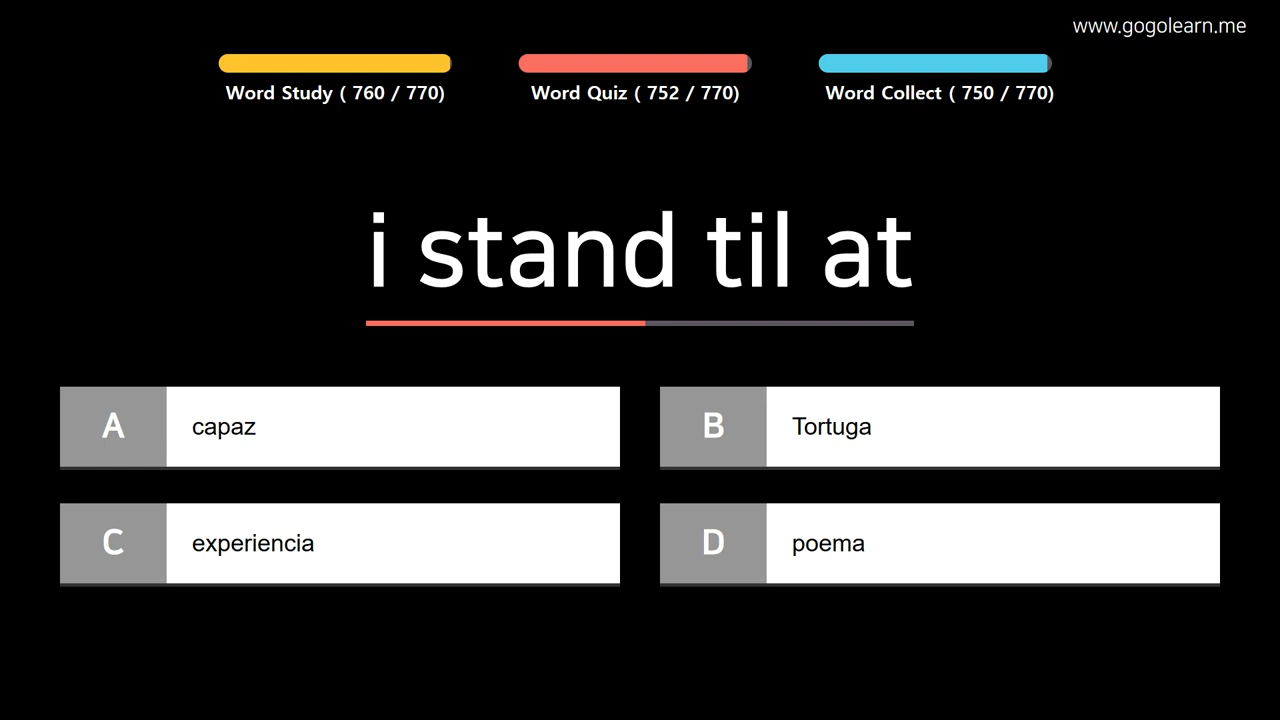 www.gogolearn.me
Word Study ( 760 / 770)
Word Quiz ( 752 / 770)
Word Collect ( 750 / 770)
i stand til at
A
capaz
B
Tortuga
C
experiencia
D
poema